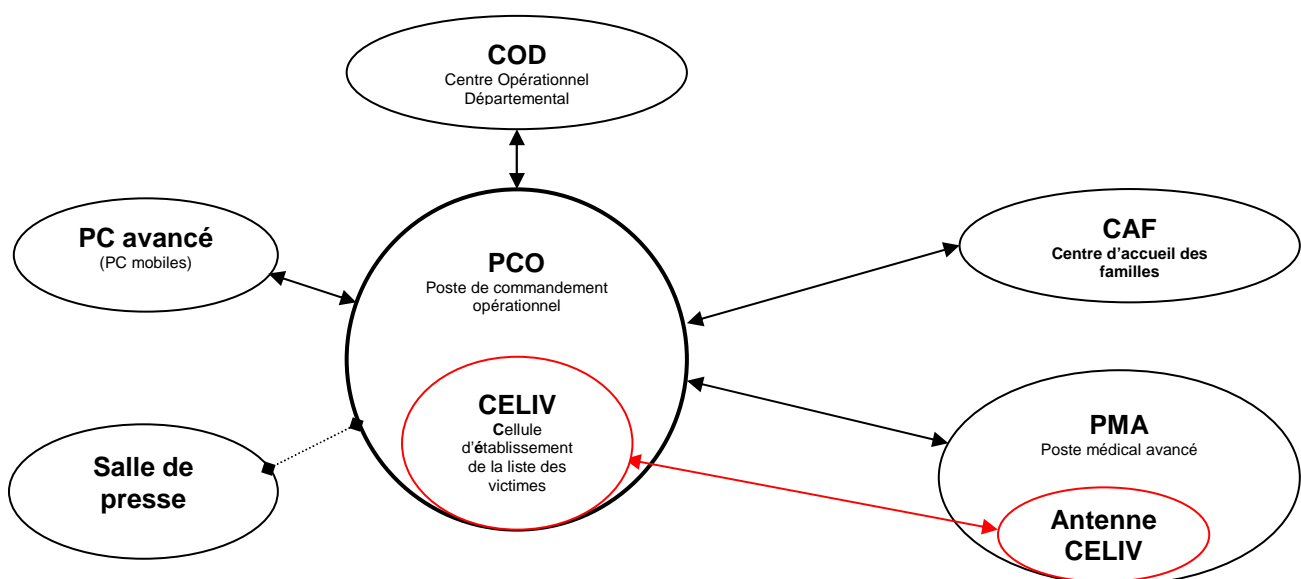 COD
Centre Opérationnel
Départemental
PC avancé
(PC mobiles)
PCO
Poste de commandement
opérationnel
CAF
Centre d'accueil des
familles
CELIV
Cellule
d'établissement
de la liste des
victimes
PMA
Poste médical avancé
Salle de
presse
Antenne
CELIV